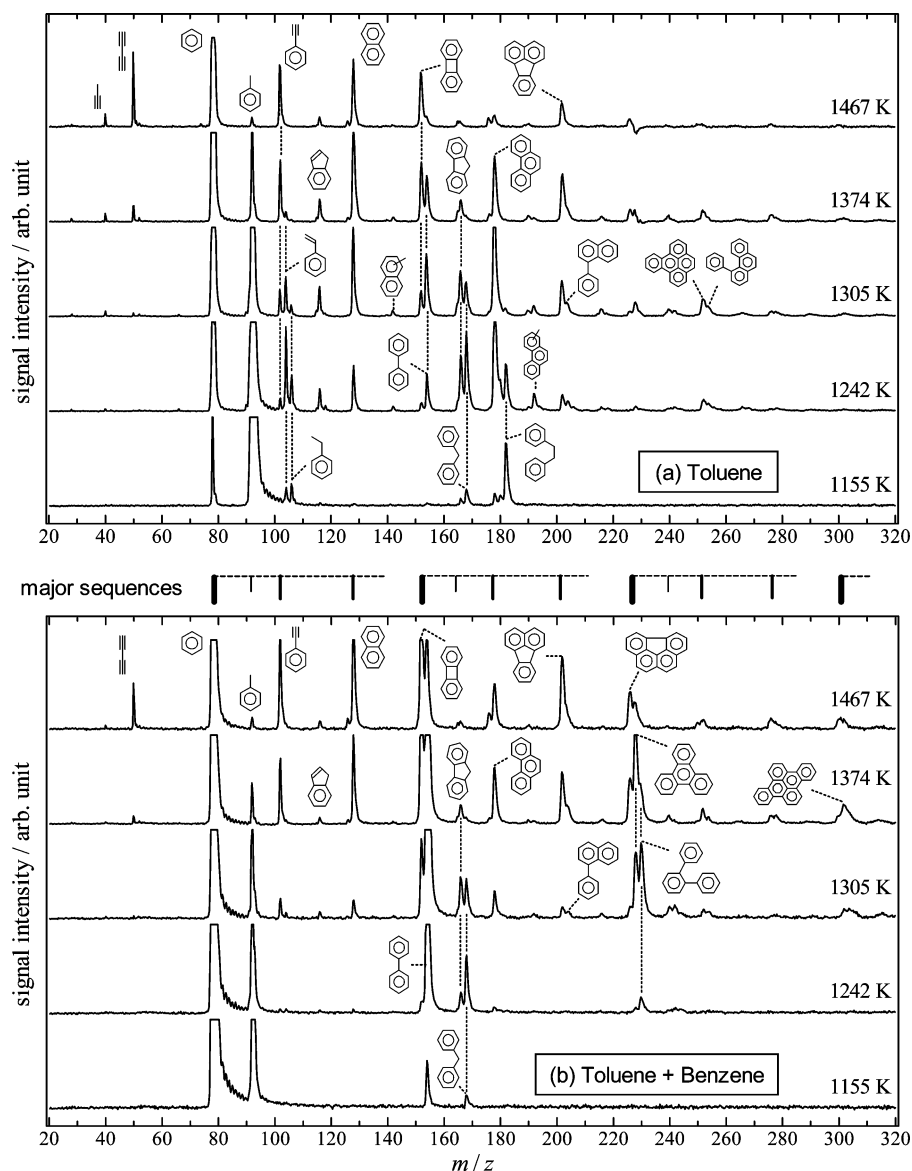 signal intensity / arb. unit
1467 K
1374 K
1305 K
1242 K
1155 K
(a) Toluene
20 40 60 80 100 120 140 160 180 200 220 240 260 280 300 320
major sequences
signal intensity / arb. unit
1467 K
1374 K
1305 K
1242 K
1155 K
(b) Toluene + Benzene
20 40 60 80 100 120 140 160 180 200 220 240 260 280 300 320
m / z